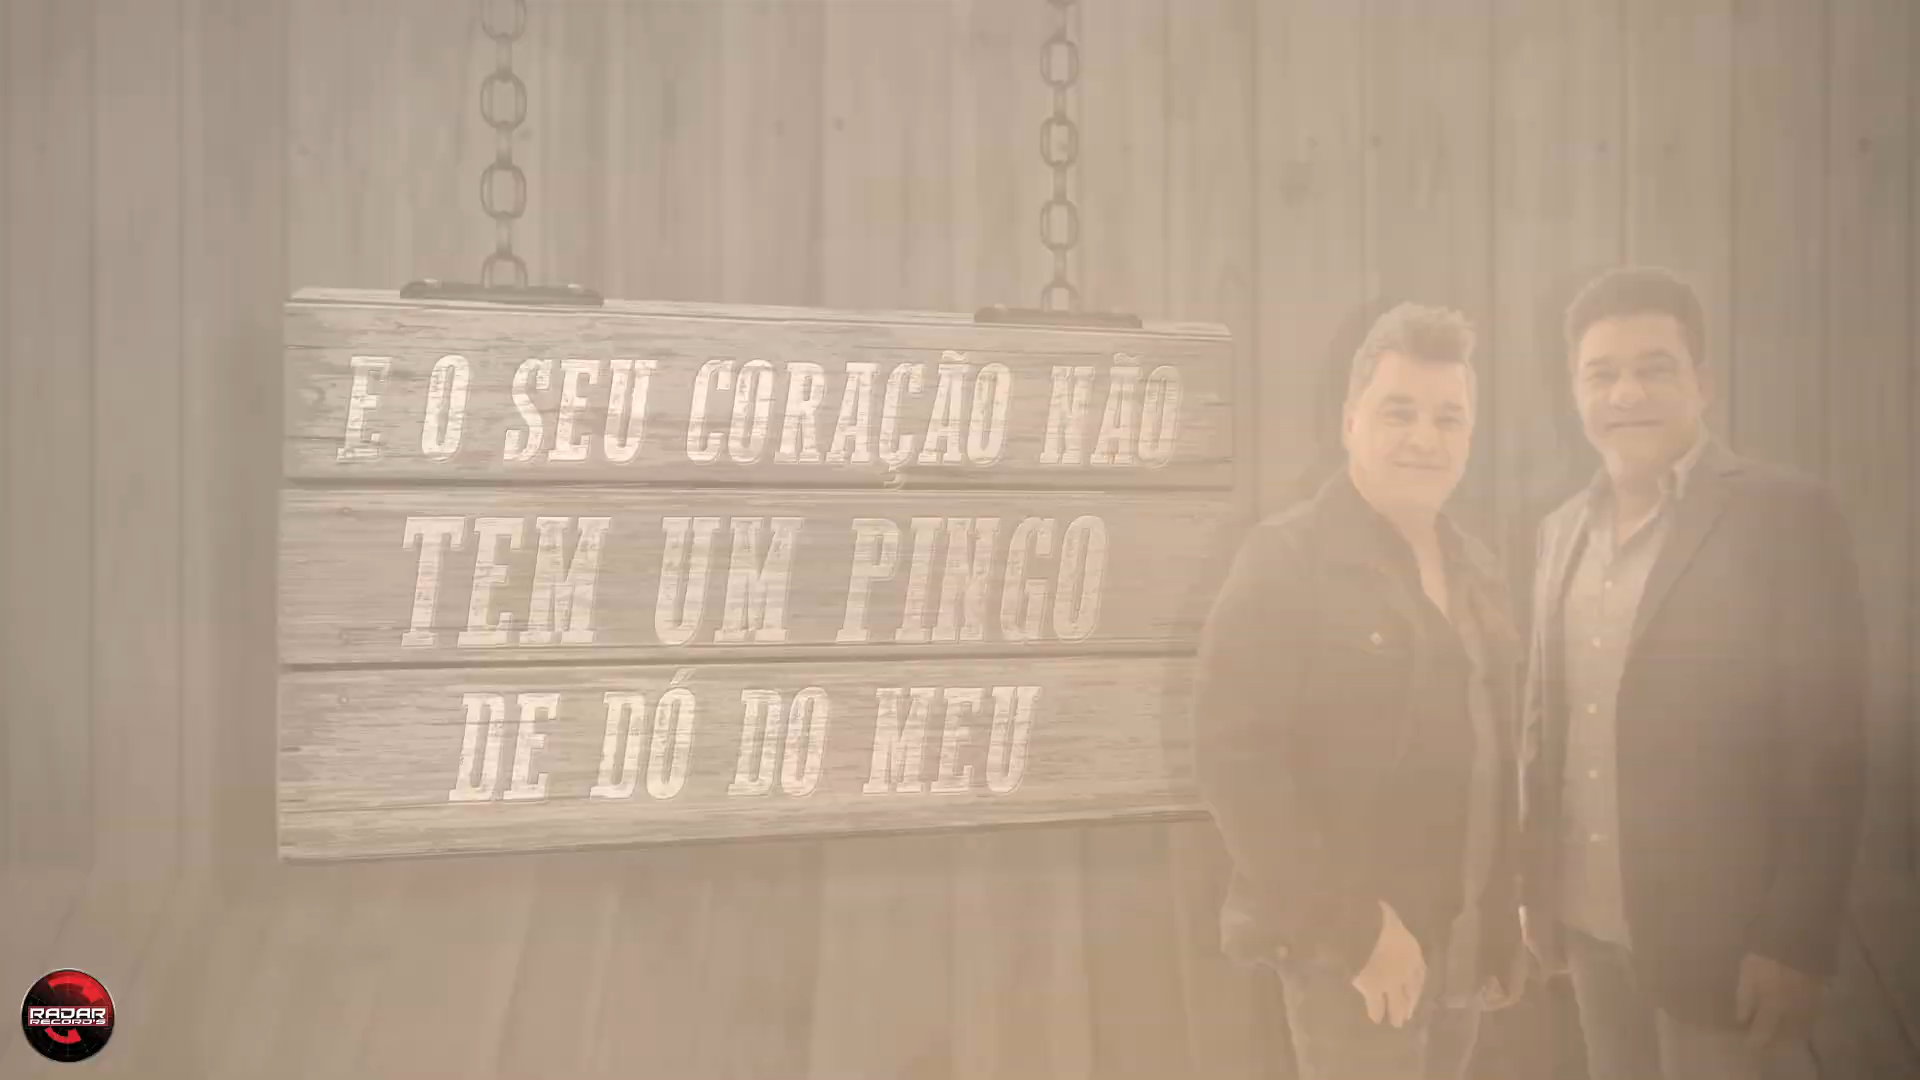 E O SEU CORAÇÃO NÃO
TEM UM PINGO
DE DÓ DO MEU
RADAR
RECORD'S